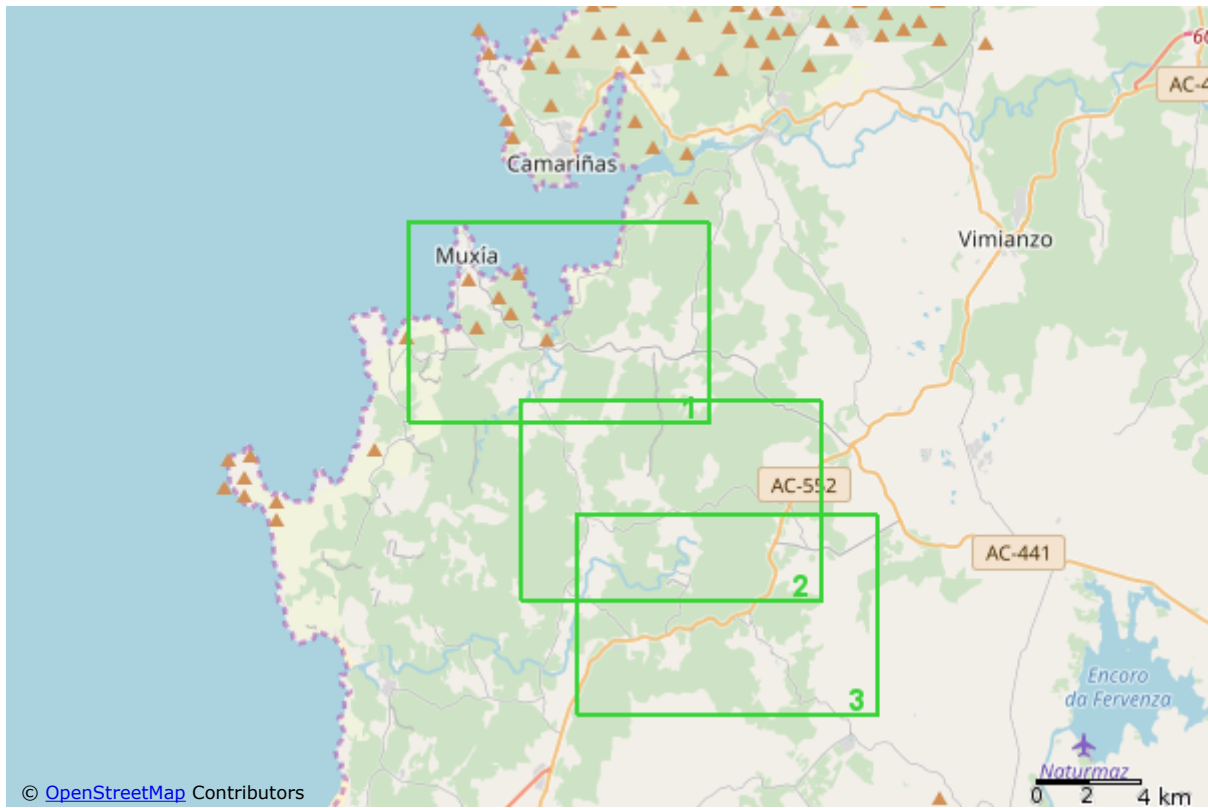 60
AC-4
Camariñas
Vimianzo
Muxía
1
AC-552
AC-441
2
Encoro
da Fervenza
3
Naturmaz
0 2 4 km
© OpenStreetMap Contributors